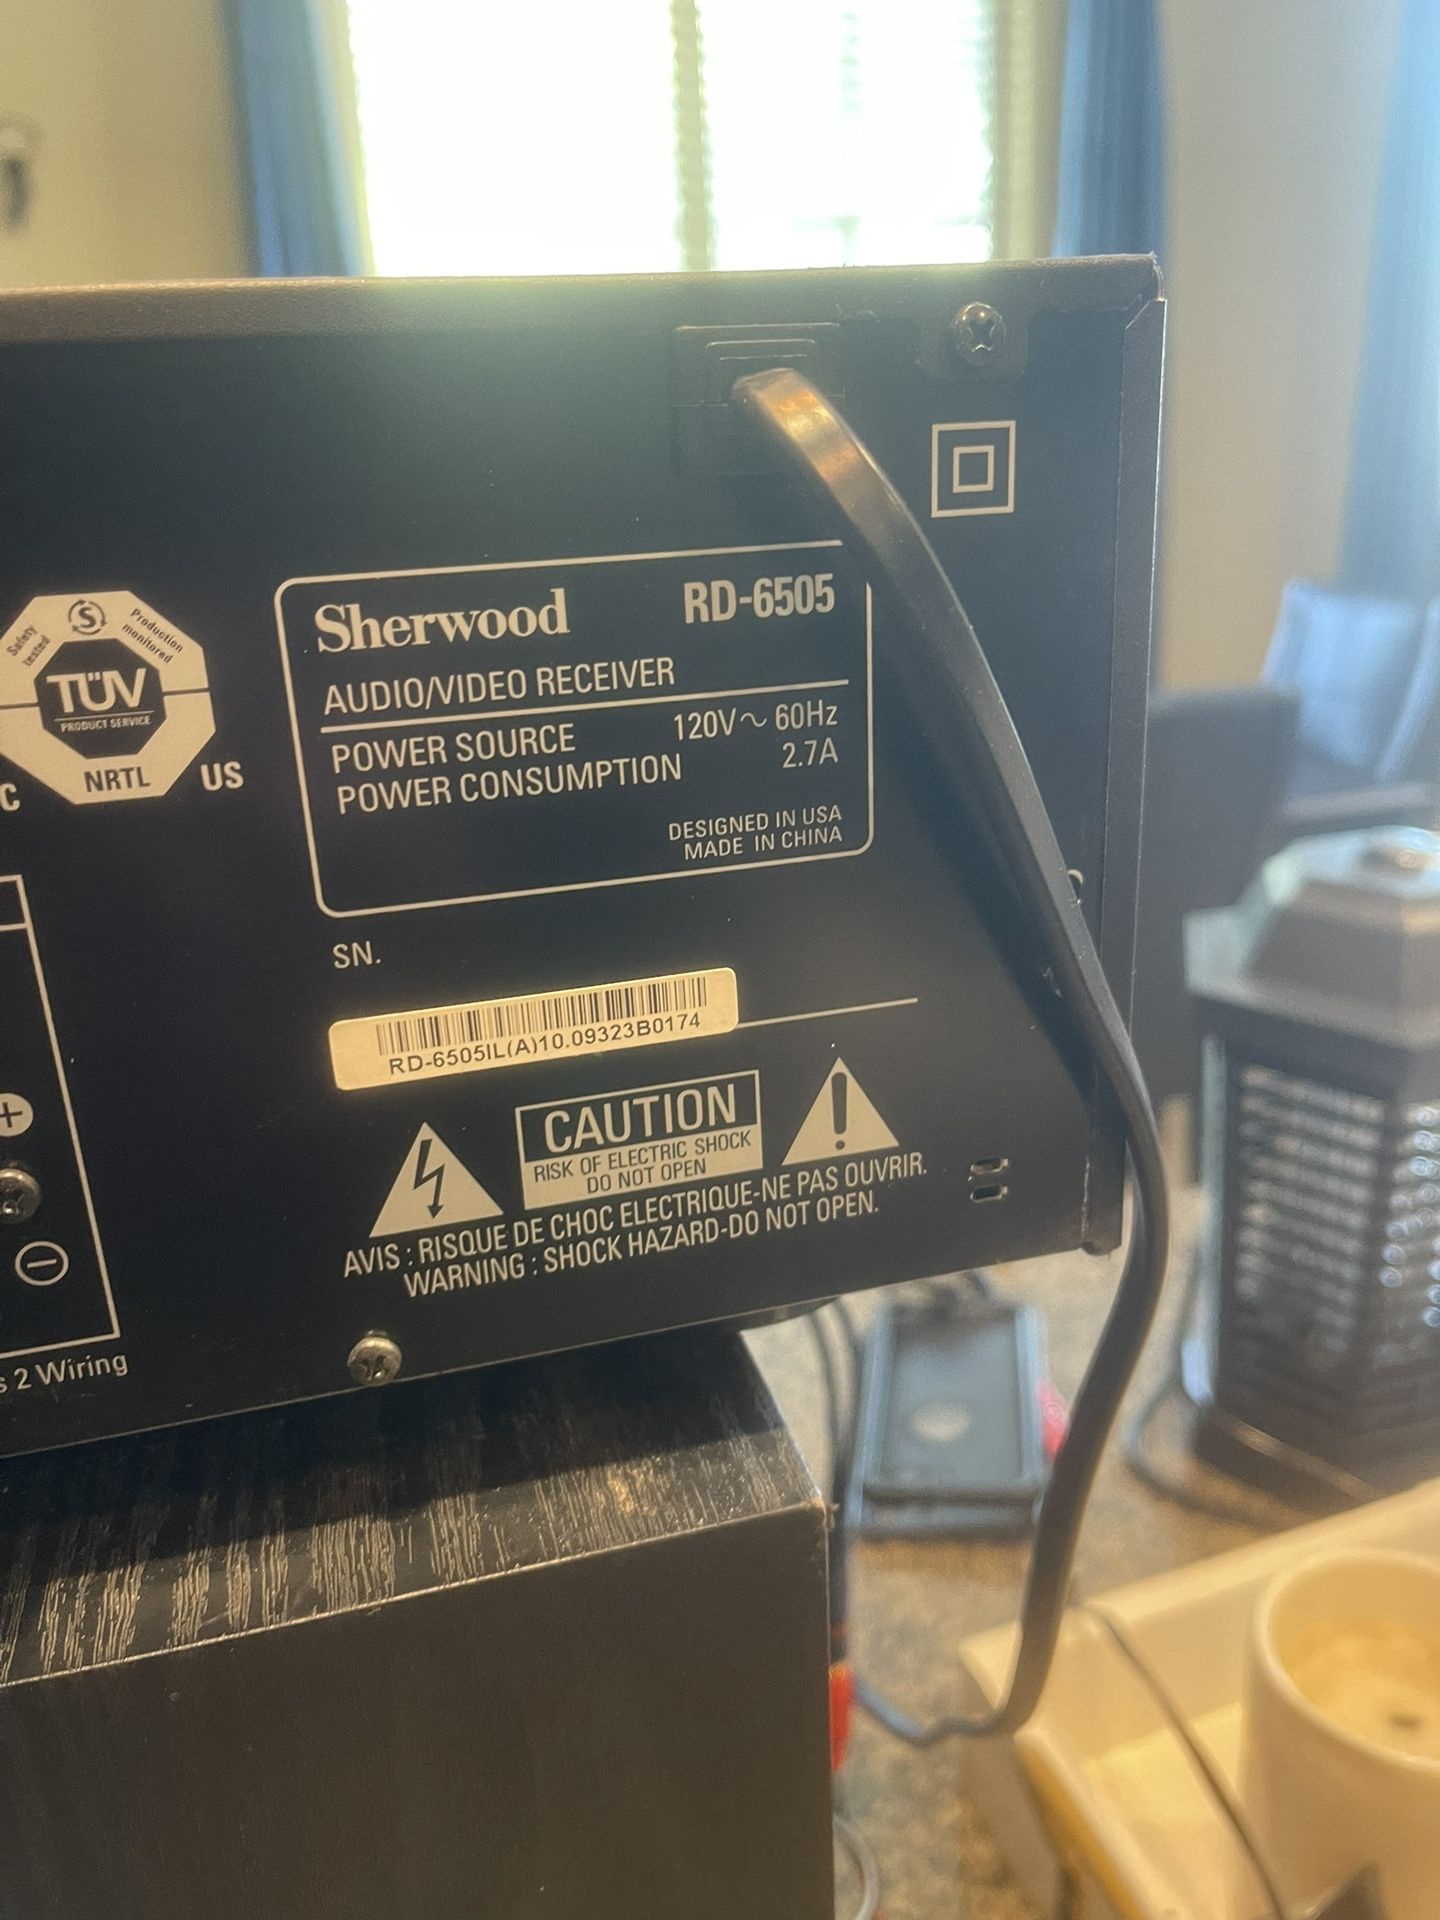 Safety tested
S
Production monitored
TÜV
PRODUCT SERVICE
C
NRTL
US
Sherwood RD-6505
AUDIO/VIDEO RECEIVER
POWER SOURCE 120V～ 60Hz
POWER CONSUMPTION 2.7A
DESIGNED IN USA
MADE IN CHINA
SN.
RD-6505IL(A)10.09323B0174
CAUTION
RISK OF ELECTRIC SHOCK
DO NOT OPEN
AVIS : RISQUE DE CHOC ELECTRIQUE-NE PAS OUVRIR.
WARNING : SHOCK HAZARD-DO NOT OPEN.
+
−
s 2 Wiring